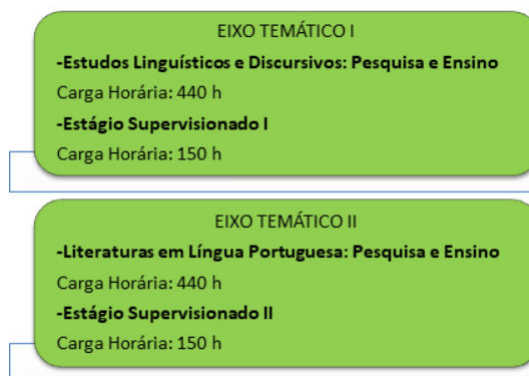 EIXO TEMÁTICO I
-Estudos Linguísticos e Discursivos: Pesquisa e Ensino
Carga Horária: 440 h
-Estágio Supervisionado I
Carga Horária: 150 h
EIXO TEMÁTICO II
-Literaturas em Língua Portuguesa: Pesquisa e Ensino
Carga Horária: 440 h
-Estágio Supervisionado II
Carga Horária: 150 h